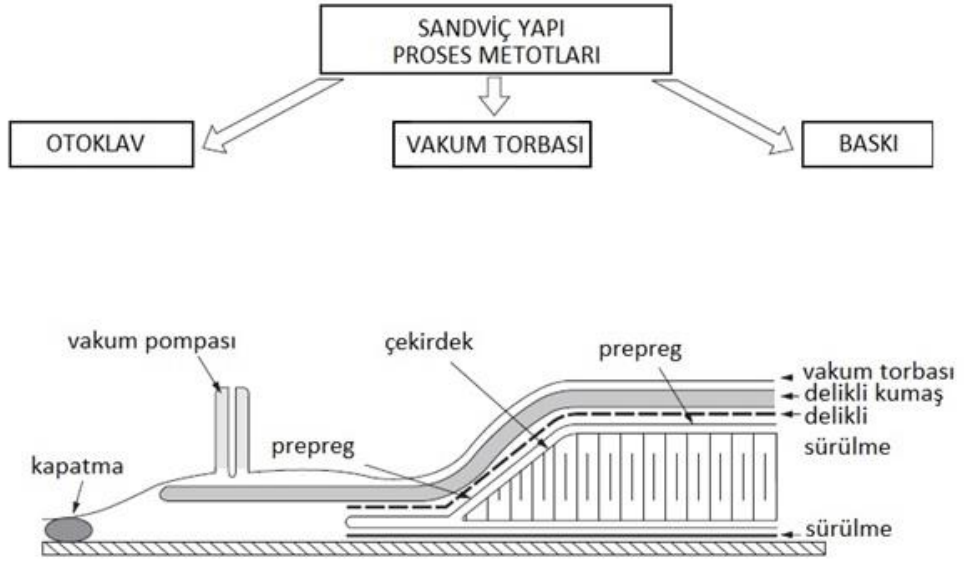 SANDVİÇ YAPI
PROSES METOTLARI
OTOKLAV
VAKUM TORBASI
BASKI
vakum pompası
çekirdek
prepreg
vakum torbası
delikli kumaş
delikli
prepreg
sürülme
kapatma
sürülme